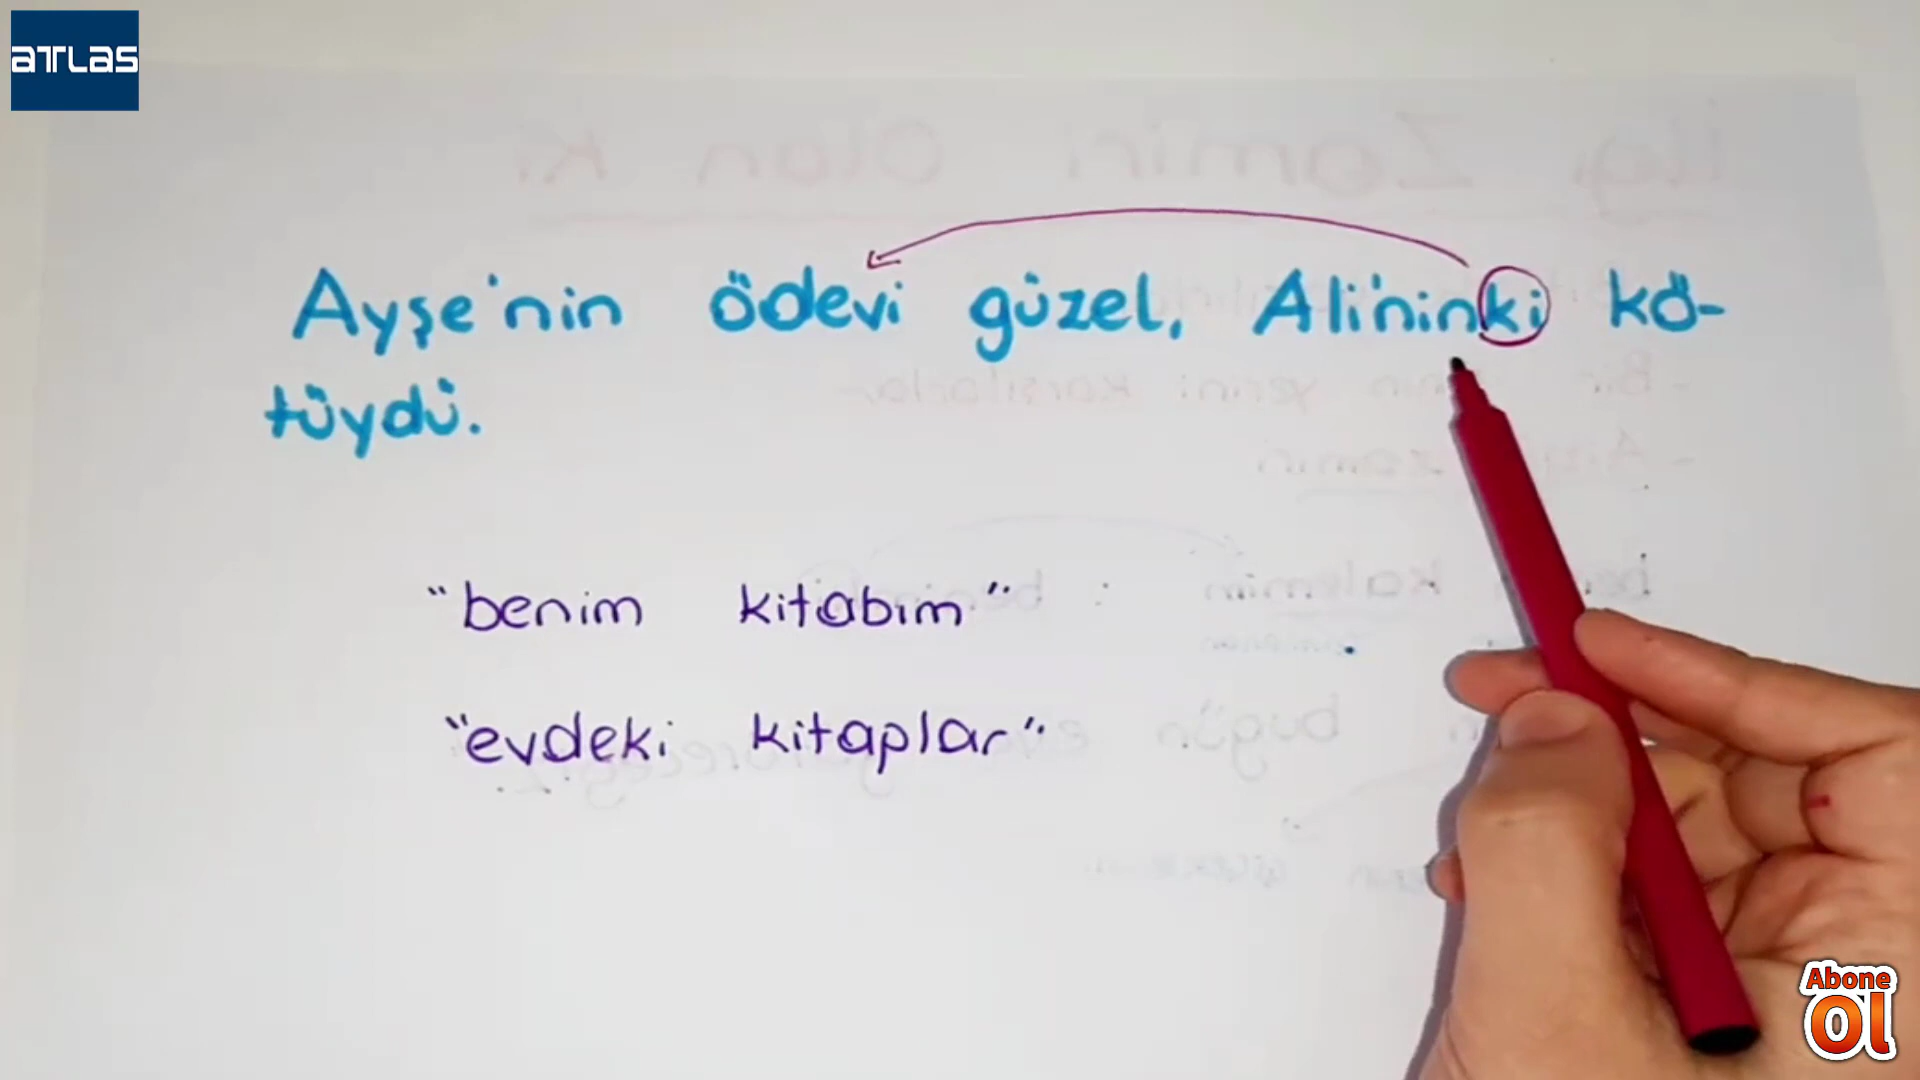 ATLAS
Ayşe'nin ödevi güzel, Ali'ninki kö-
tüydü.
"benim kitabım"
"evdeki kitaplar"
Abone
Ol